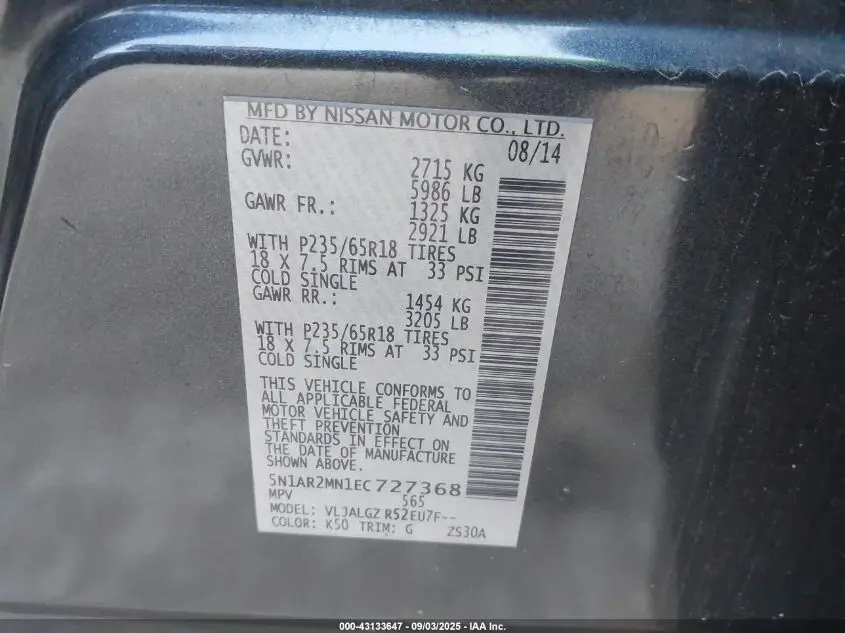 MFD BY NISSAN MOTOR CO., LTD.
DATE: 08/14
GVWR: 2715 KG
5986 LB
GAWR FR.: 1325 KG
2921 LB
WITH P235/65R18 TIRES
18 X 7.5 RIMS AT 33 PSI
COLD SINGLE
GAWR RR.: 1454 KG
3205 LB
WITH P235/65R18 TIRES
18 X 7.5 RIMS AT 33 PSI
COLD SINGLE
THIS VEHICLE CONFORMS TO
ALL APPLICABLE FEDERAL
MOTOR VEHICLE SAFETY AND
THEFT PREVENTION
STANDARDS IN EFFECT ON
THE DATE OF MANUFACTURE
SHOWN ABOVE.
5N1AR2MN1EC727368
MPV 565
MODEL: VLJALGZ R52EU7F--
COLOR: K50 TRIM: G ZS30A
000-43133647 - 09/03/2025 - IAA Inc.